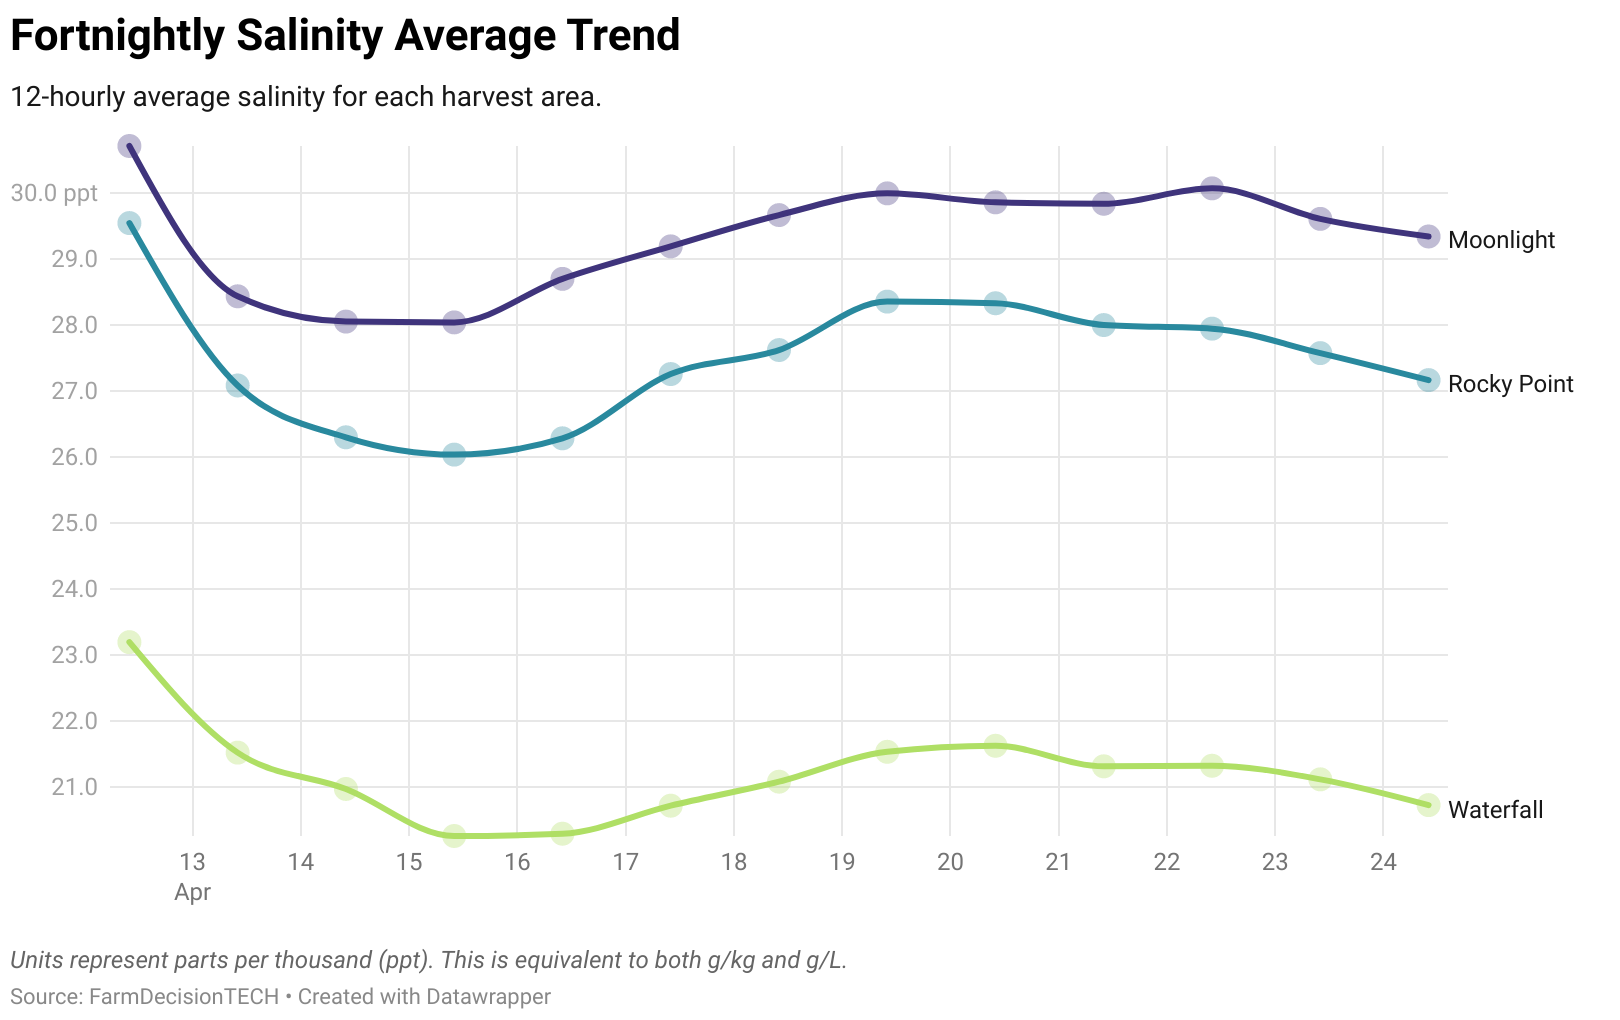 Fortnightly Salinity Average Trend
12-hourly average salinity for each harvest area.
30.0 ppt
29.0
28.0
27.0
26.0
25.0
24.0
23.0
22.0
21.0
Moonlight
Rocky Point
Waterfall
13 14 15 16 17 18 19 20 21 22 23 24
Apr
Units represent parts per thousand (ppt). This is equivalent to both g/kg and g/L.
Source: FarmDecisionTECH • Created with Datawrapper